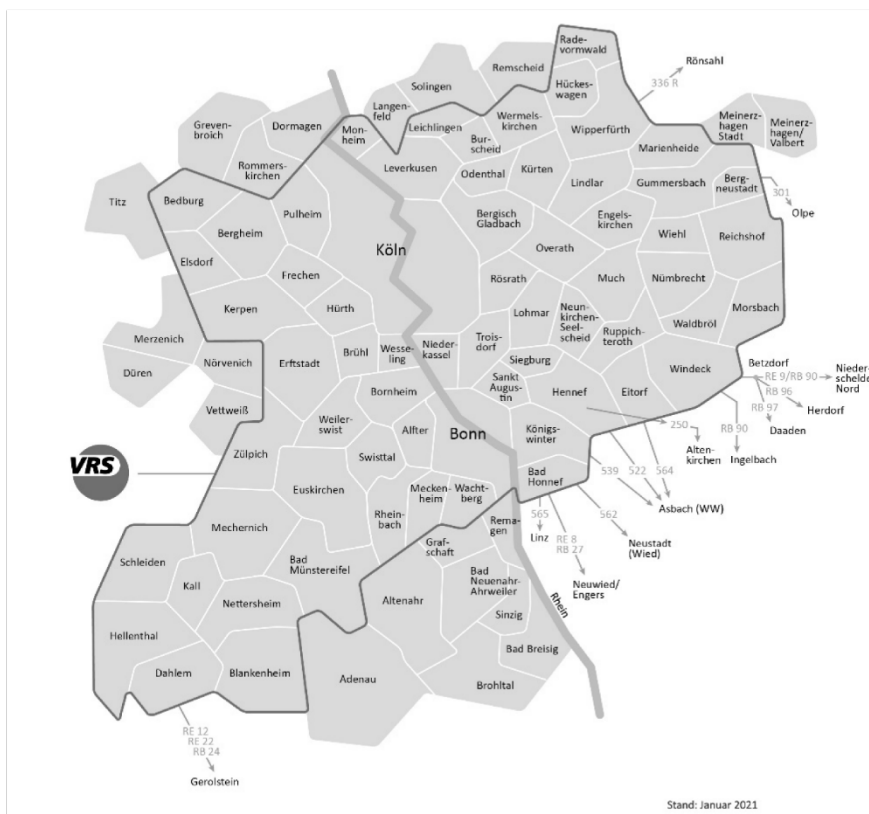 Rade-
vormwald
Rönsahl
336 R
Remscheid
Solingen
Hückes-
wagen
Langen-
feld
Wermels-
kirchen
Meinerz-
hagen
Stadt
Meinerz-
hagen/
Valbert
Greven-
broich
Dormagen
Mon-
heim
Leichlingen
Bur-
scheid
Wipperfürth
Marienheide
Rommers-
kirchen
Leverkusen
Odenthal
Kürten
Lindlar
Gummersbach
Berg-
neustadt
301
Olpe
Titz
Bedburg
Pulheim
Bergheim
Bergisch
Gladbach
Engels-
kirchen
Wiehl
Reichshof
Köln
Overath
Elsdorf
Frechen
Rösrath
Much
Nümbrecht
Kerpen
Hürth
Lohmar
Neun-
kirchen-
Seel-
scheid
Ruppich-
teroth
Waldbröl
Morsbach
Merzenich
Nörvenich
Düren
Erftstadt
Brühl
Wesse-
ling
Nieder-
kassel
Trois-
dorf
Siegburg
Windeck
Betzdorf
RE 9/RB 90
Nieder-
schelden
Nord
RB 96
Herdorf
RB 97
Daaden
Vettweiß
Bornheim
Sankt
Augus-
tin
Hennef
Eitorf
RB 90
Ingelbach
250
Alten-
kirchen
Weiler-
swist
Alfter
Bonn
Königs-
winter
VRS
Zülpich
Swisttal
539
522
564
Asbach (WW)
Bad
Honnef
Euskirchen
Mecken-
heim
Wacht-
berg
Rhein-
bach
565
Linz
562
Neustadt
(Wied)
Mechernich
Rema-
gen
Graf-
schaft
RE 8
RB 27
Neuwied/
Engers
Schleiden
Bad
Münstereifel
Kall
Bad
Neuenahr-
Ahrweiler
Nettersheim
Altenahr
Rhein
Sinzig
Hellenthal
Bad Breisig
Dahlem
Blankenheim
Adenau
Brohltal
RE 12
RE 22
RB 24
Gerolstein
Stand: Januar 2021